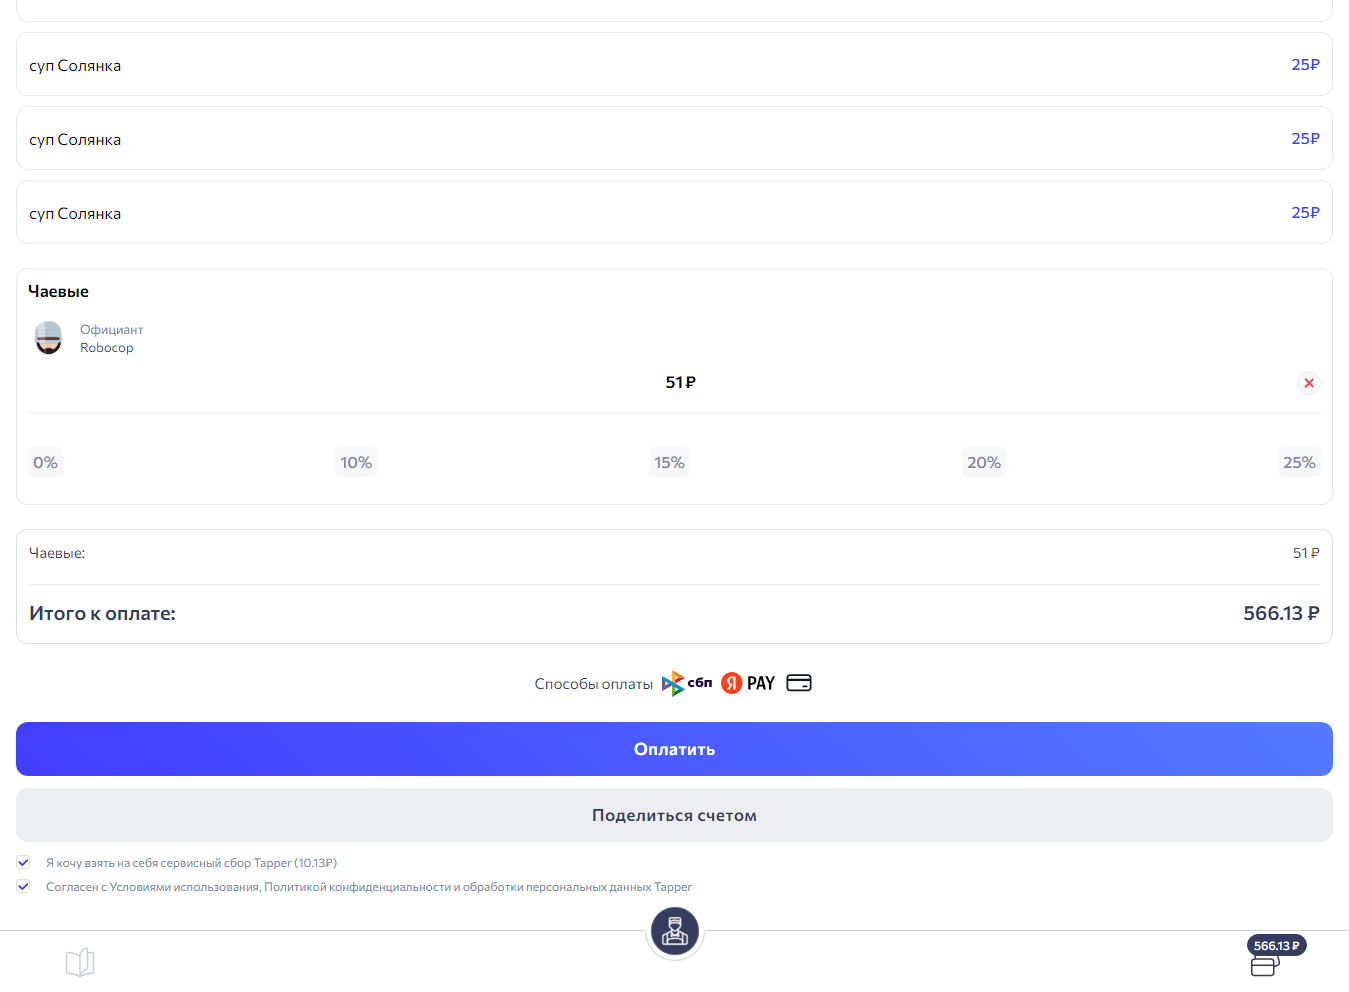 суп Солянка 25₽
суп Солянка 25₽
суп Солянка 25₽
Чаевые
Официант
Robocop
51 ₽
0% 10% 15% 20% 25%
Чаевые: 51 ₽
Итого к оплате: 566.13 ₽
Способы оплаты сбп Я PAY
Оплатить
Поделиться счетом
Я хочу взять на себя сервисный сбор Tapper (10.13₽)
Согласен с Условиями использования, Политикой конфиденциальности и обработки персональных данных Tapper
566.13 ₽